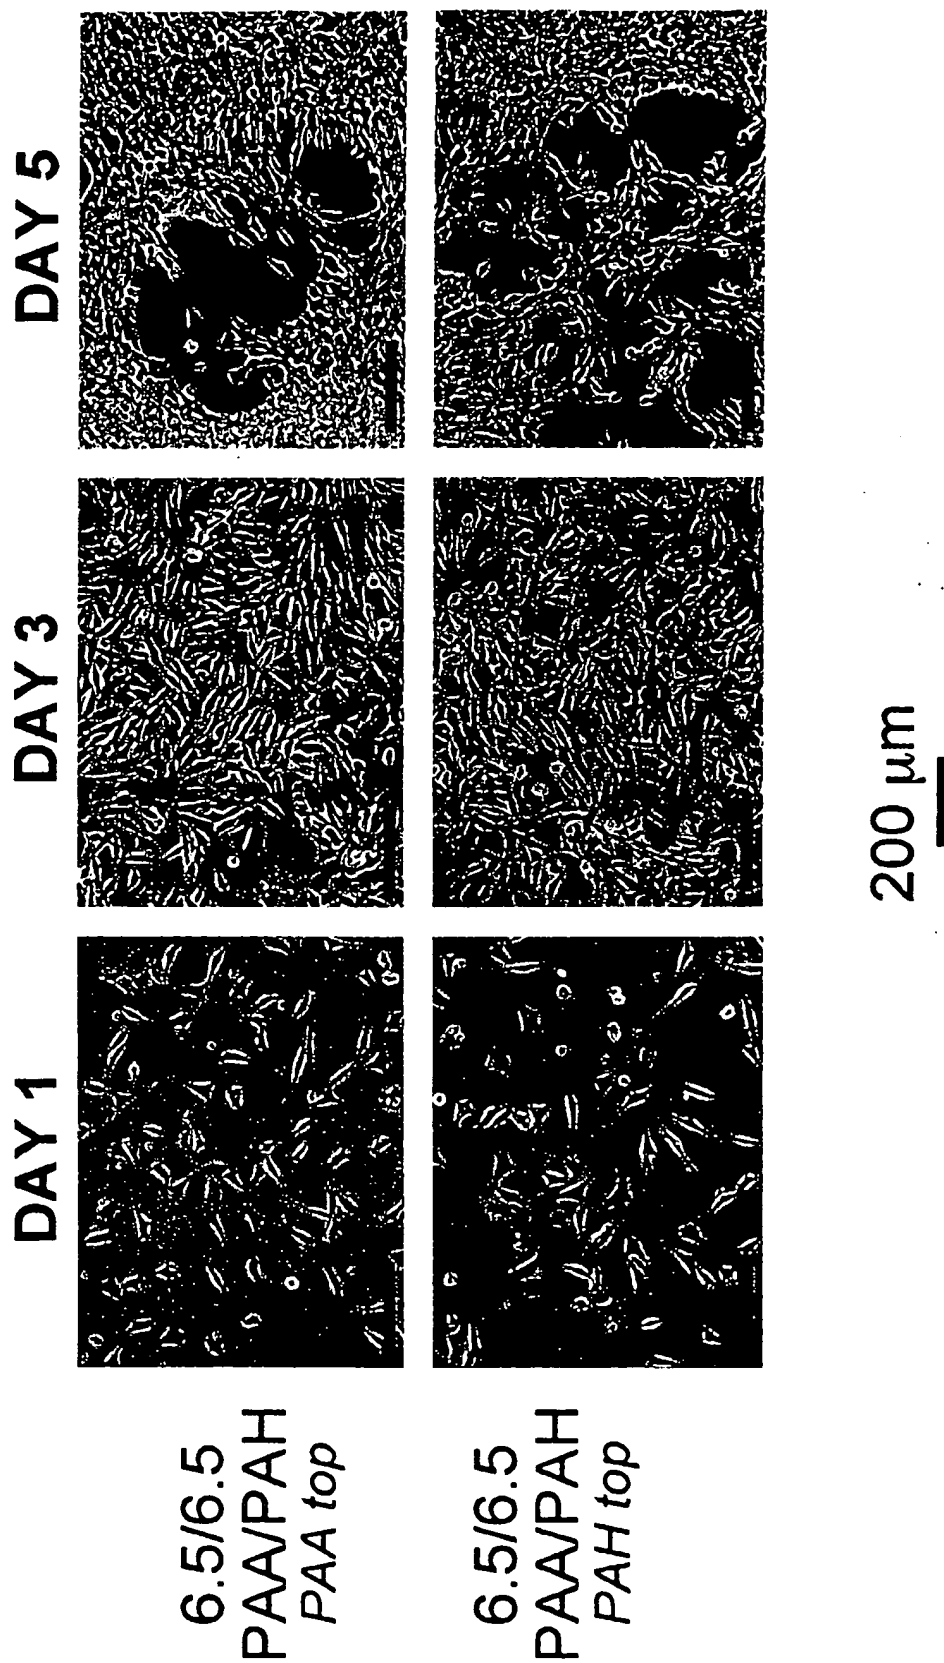 DAY 1
DAY 3
DAY 5
6.5/6.5
PAA/PAH
PAA top
6.5/6.5
PAA/PAH
PAH top
200 μm